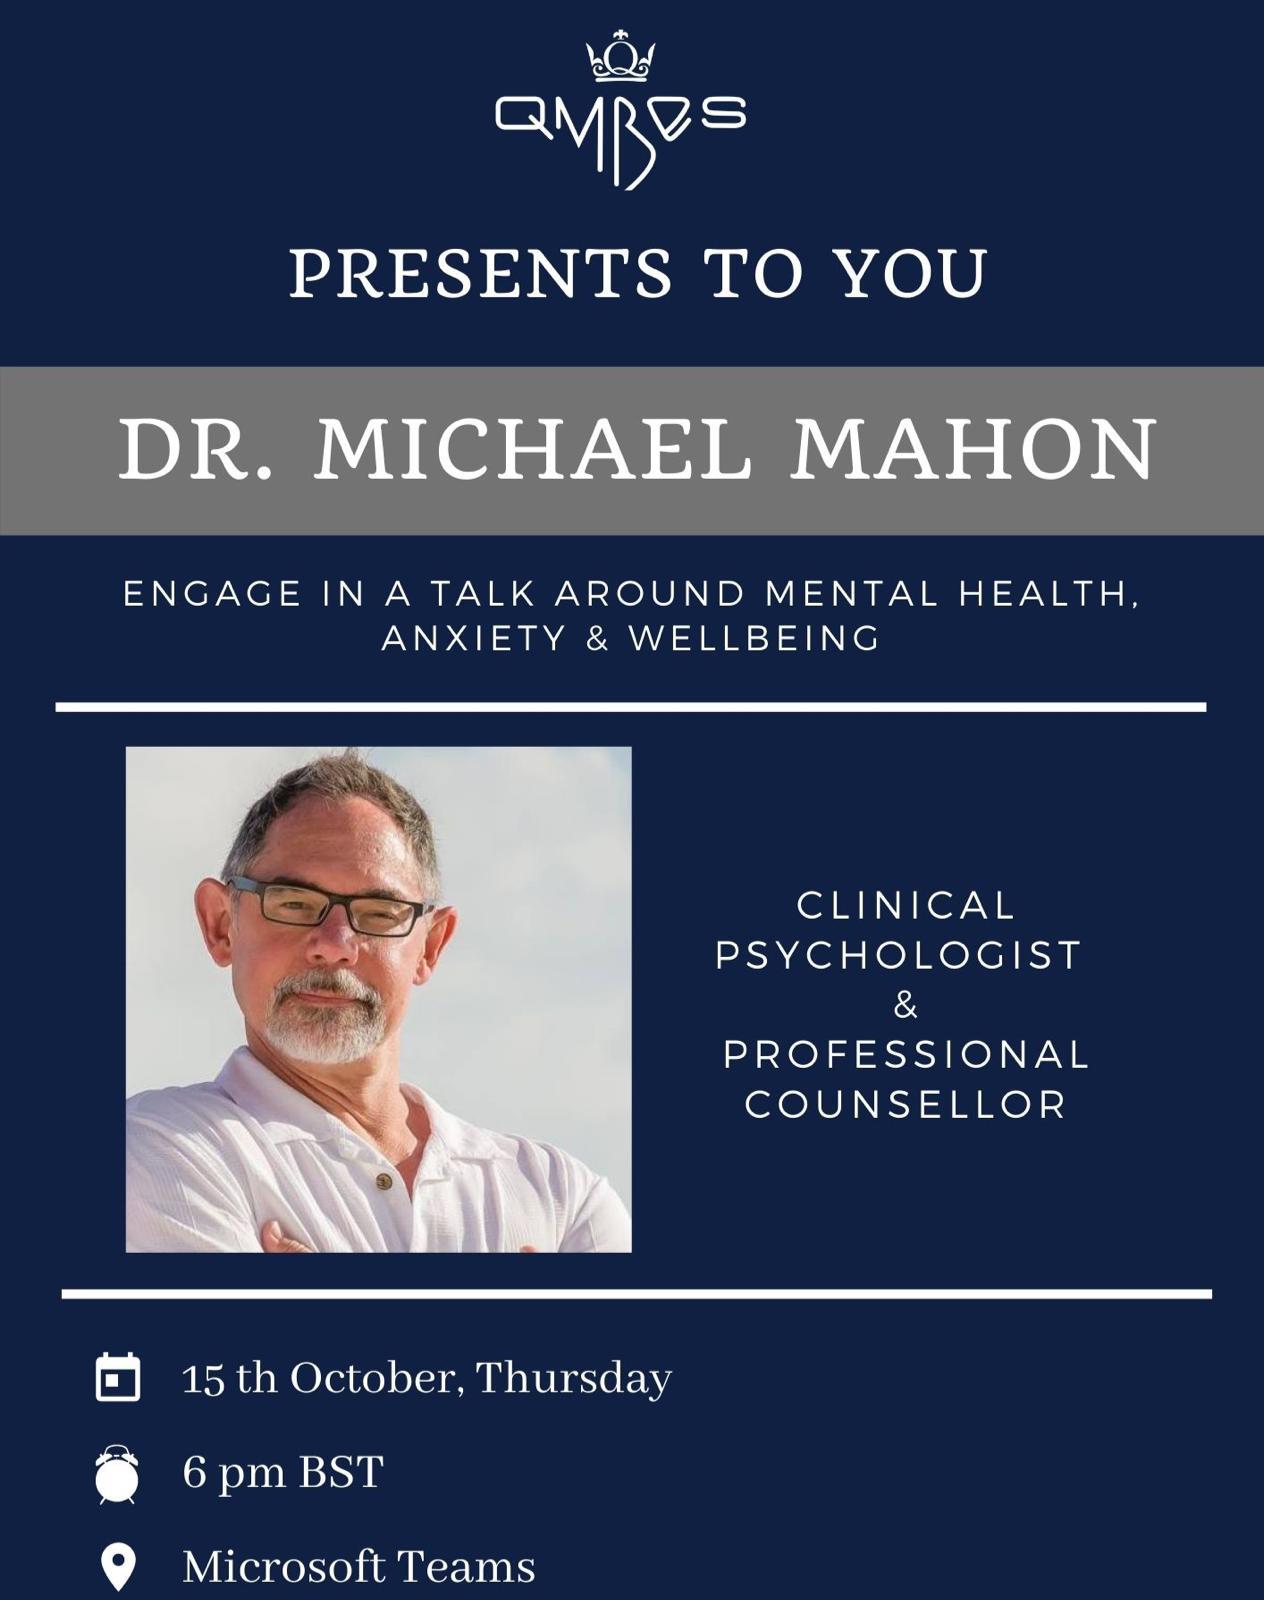 QMBDS
PRESENTS TO YOU
DR. MICHAEL MAHON
ENGAGE IN A TALK AROUND MENTAL HEALTH,
ANXIETY & WELLBEING
CLINICAL
PSYCHOLOGIST
&
PROFESSIONAL
COUNSELLOR
15 th October, Thursday
6 pm BST
Microsoft Teams